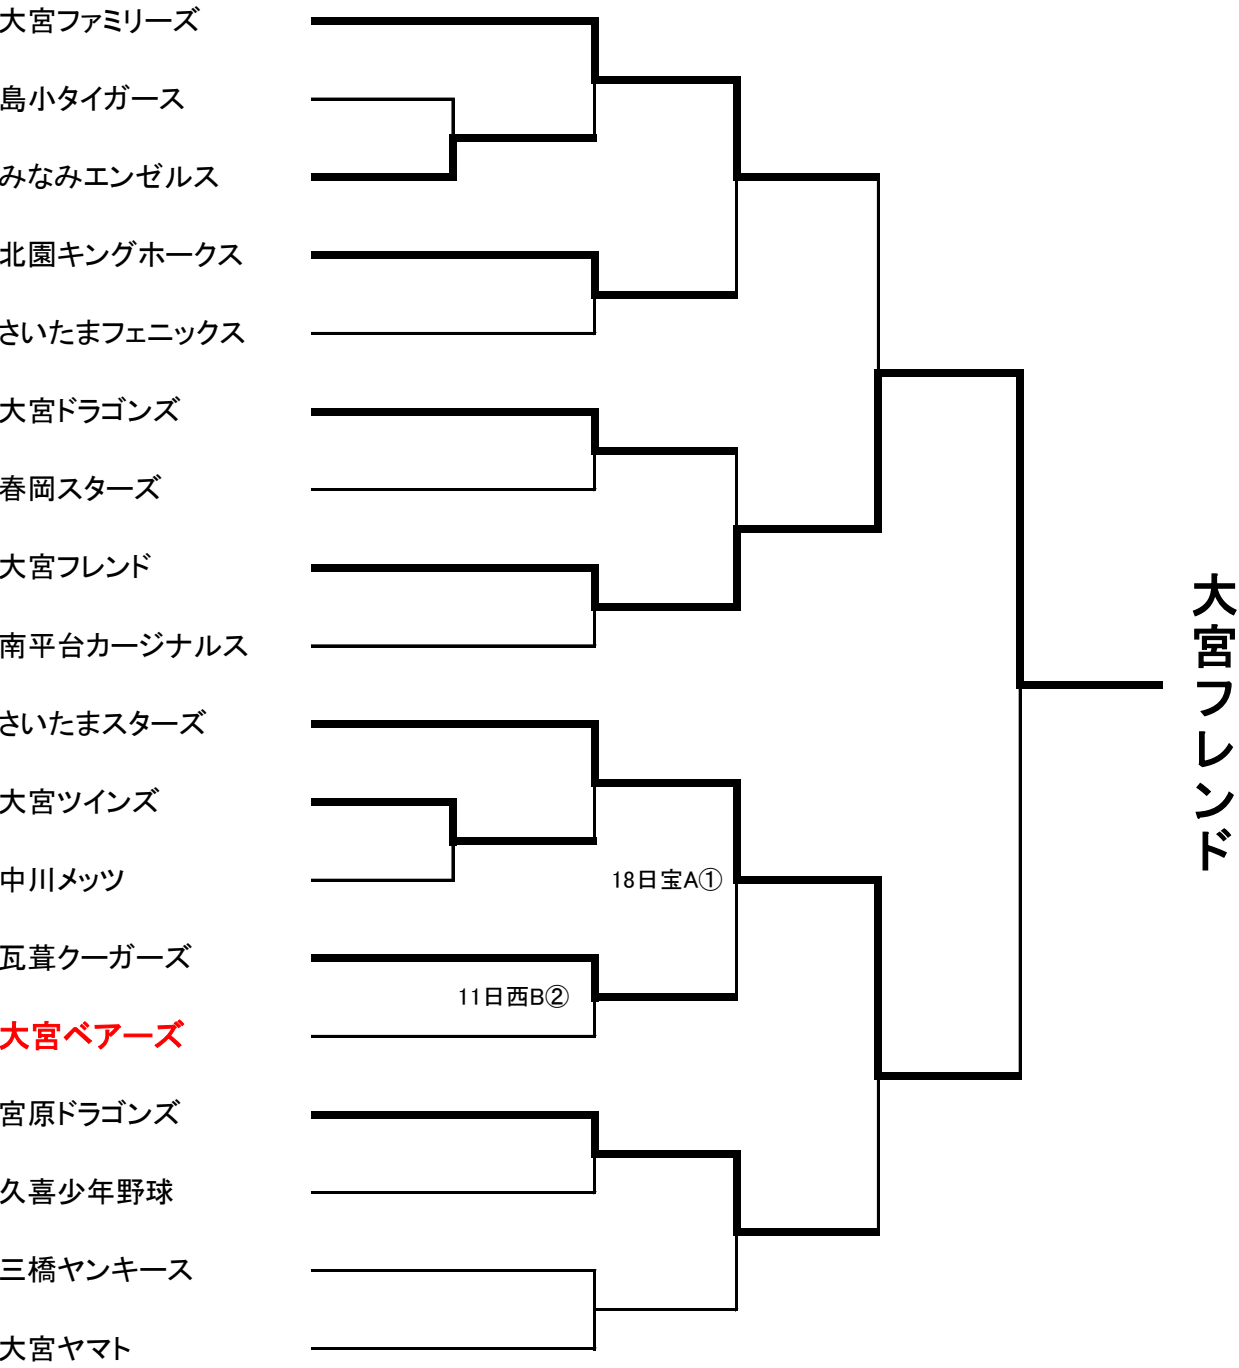 大宮ファミリーズ
島小タイガース
みなみエンゼルス
北園キングホークス
さいたまフェニックス
大宮ドラゴンズ
春岡スターズ
大宮フレンド
南平台カージナルス
さいたまスターズ
大宮ツインズ
中川メッツ
18日宝A①
瓦葺クーガーズ
11日西B②
大宮ベアーズ
宮原ドラゴンズ
久喜少年野球
三橋ヤンキース
大宮ヤマト
大宮フレンド